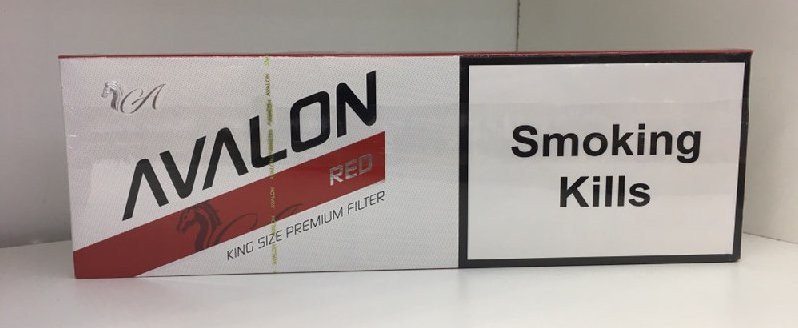 AVALON
RED
KING SIZE PREMIUM FILTER
Smoking
Kills